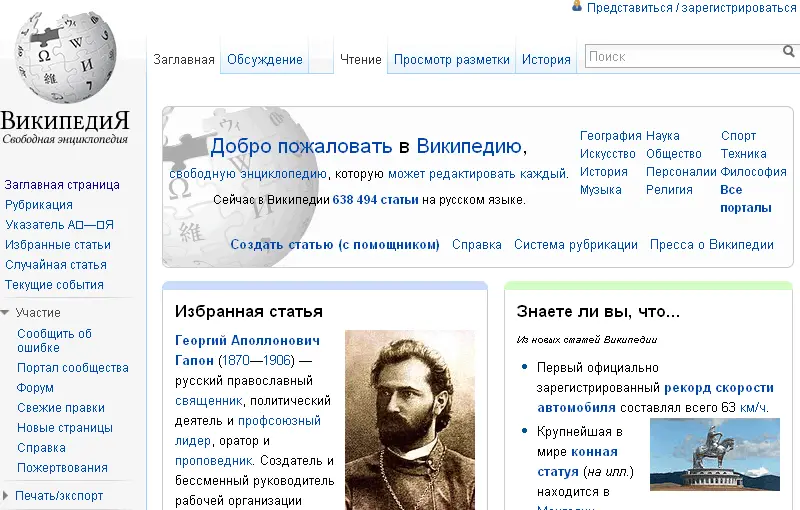 Представиться / зарегистрироваться
Заглавная
Обсуждение
Чтение
Просмотр разметки
История
Поиск
ВикипедиЯ
Свободная энциклопедия
Заглавная страница
Рубрикация
Указатель А□—□Я
Избранные статьи
Случайная статья
Текущие события
Участие
Сообщить об
ошибке
Портал сообщества
Форум
Свежие правки
Новые страницы
Справка
Пожертвования
Печать/экспорт
Добро пожаловать в Википедию,
свободную энциклопедию, которую может редактировать каждый.
Сейчас в Википедии 638 494 статьи на русском языке.
География Наука Спорт
Искусство Общество Техника
История Персоналии Философия
Музыка Религия Все
порталы
Создать статью (с помощником) Справка Система рубрикации Пресса о Википедии
Избранная статья
Георгий Аполлонович
Гапон (1870—1906) —
русский православный
священник, политический
деятель и профсоюзный
лидер, оратор и
проповедник. Создатель и
бессменный руководитель
рабочей организации
Знаете ли вы, что...
Из новых статей Википедии
Первый официально
зарегистрированный рекорд скорости
автомобиля составлял всего 63 км/ч.
Крупнейшая в
мире конная
статуя (на илл.)
находится в